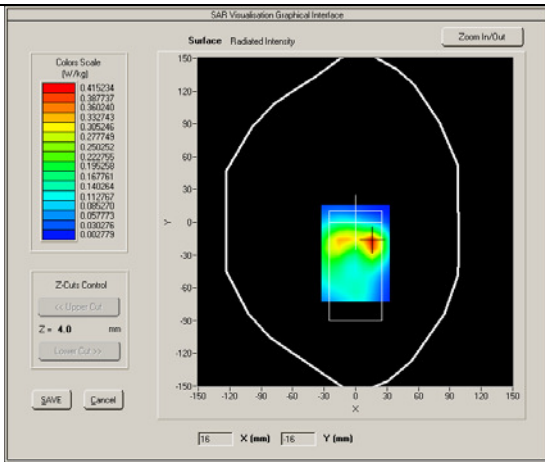 SAR Visualisation Graphical Interface
Surface Radiated Intensity
Zoom In/Out
Colors Scale
(W/kg)
0.415234
0.387737
0.360240
0.332743
0.305246
0.277749
0.250252
0.222755
0.195258
0.167761
0.140264
0.112767
0.085270
0.057773
0.030276
0.002779
Z-Cuts Control
<< Upper Cut
Z = 4.0 mm
Lower Cut >>
SAVE Cancel
150
120
90
60
30
0
-30
-60
-90
-120
-150
Y
-150 -120 -90 -60 -30 0 30 60 90 120 150
X
16 X (mm) -16 Y (mm)